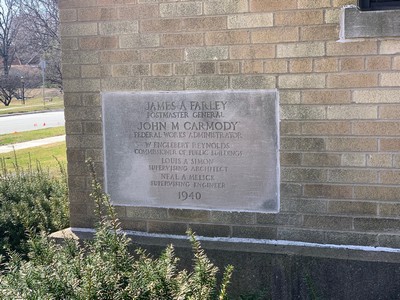 JAMES A FARLEY
POSTMASTER GENERAL
JOHN M CARMODY
FEDERAL WORKS ADMINISTRATOR
W ENGLEBERT REYNOLDS
COMMISSIONER OF PUBLIC BUILDINGS
LOUIS A SIMON
SUPERVISING ARCHITECT
NEAL A MELICK
SUPERVISING ENGINEER
1940